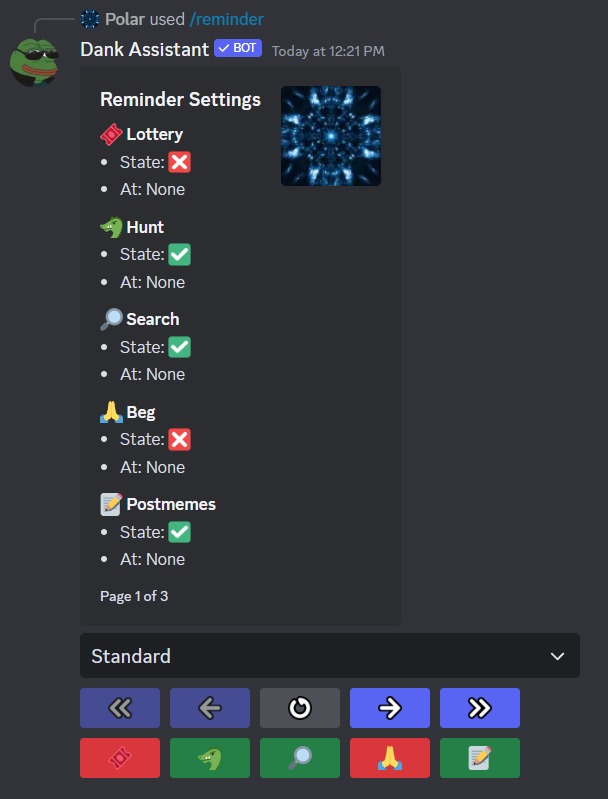 Polar used /reminder
Dank Assistant BOT Today at 12:21 PM
Reminder Settings
Lottery
• State:
• At: None
Hunt
• State:
• At: None
Search
• State:
• At: None
Beg
• State:
• At: None
Postmemes
• State:
• At: None
Page 1 of 3
Standard